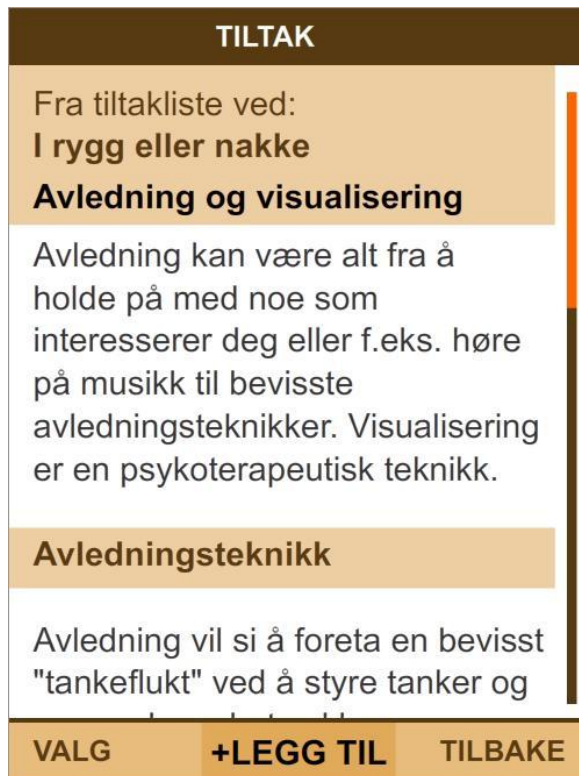 TILTAK
Fra tiltakliste ved:
I rygg eller nakke
Avledning og visualisering
Avledning kan være alt fra å
holde på med noe som
interesserer deg eller f.eks. høre
på musikk til bevisste
avledningsteknikker. Visualisering
er en psykoterapeutisk teknikk.
Avledningsteknikk
Avledning vil si å foreta en bevisst
"tankeflukt" ved å styre tanker og
VALG +LEGG TIL TILBAKE